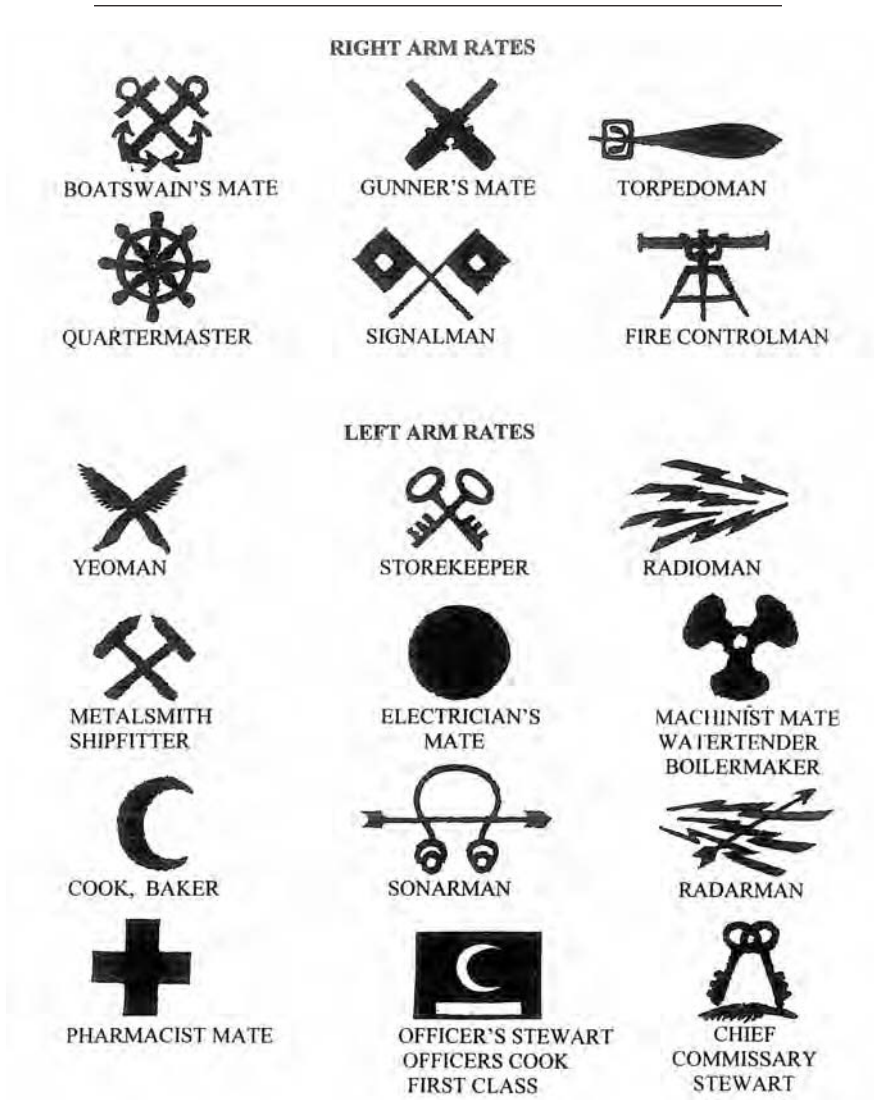 RIGHT ARM RATES
BOATSWAIN'S MATE
GUNNER'S MATE
TORPEDOMAN
QUARTERMASTER
SIGNALMAN
FIRE CONTROLMAN
LEFT ARM RATES
YEOMAN
STOREKEEPER
RADIOMAN
METALSMITH
SHIPFITTER
ELECTRICIAN'S
MATE
MACHINIST MATE
WATERTENDER
BOILERMAKER
COOK, BAKER
SONARMAN
RADARMAN
PHARMACIST MATE
OFFICER'S STEWART
OFFICERS COOK
FIRST CLASS
CHIEF
COMMISSARY
STEWART